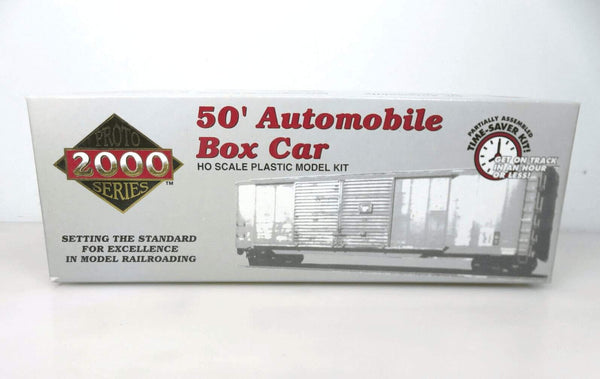 PROTO
2000
SERIES™
SETTING THE STANDARD
FOR EXCELLENCE
IN MODEL RAILROADING
50' Automobile
Box Car
HO SCALE PLASTIC MODEL KIT
PARTIALLY ASSEMBLED
TIME-SAVER KIT!
GET ON TRACK
IN AN HOUR
OR LESS!